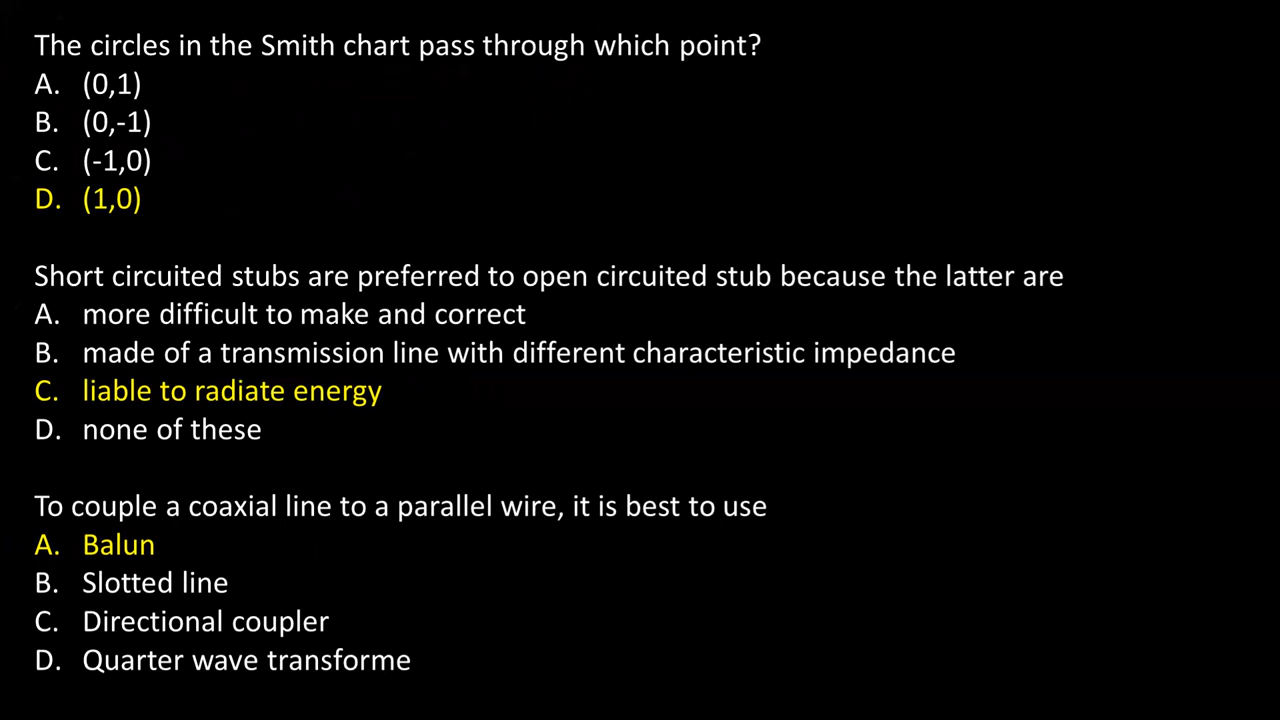 The circles in the Smith chart pass through which point?
A. (0,1)
B. (0,-1)
C. (-1,0)
D. (1,0)
Short circuited stubs are preferred to open circuited stub because the latter are
A. more difficult to make and correct
B. made of a transmission line with different characteristic impedance
C. liable to radiate energy
D. none of these
To couple a coaxial line to a parallel wire, it is best to use
A. Balun
B. Slotted line
C. Directional coupler
D. Quarter wave transforme